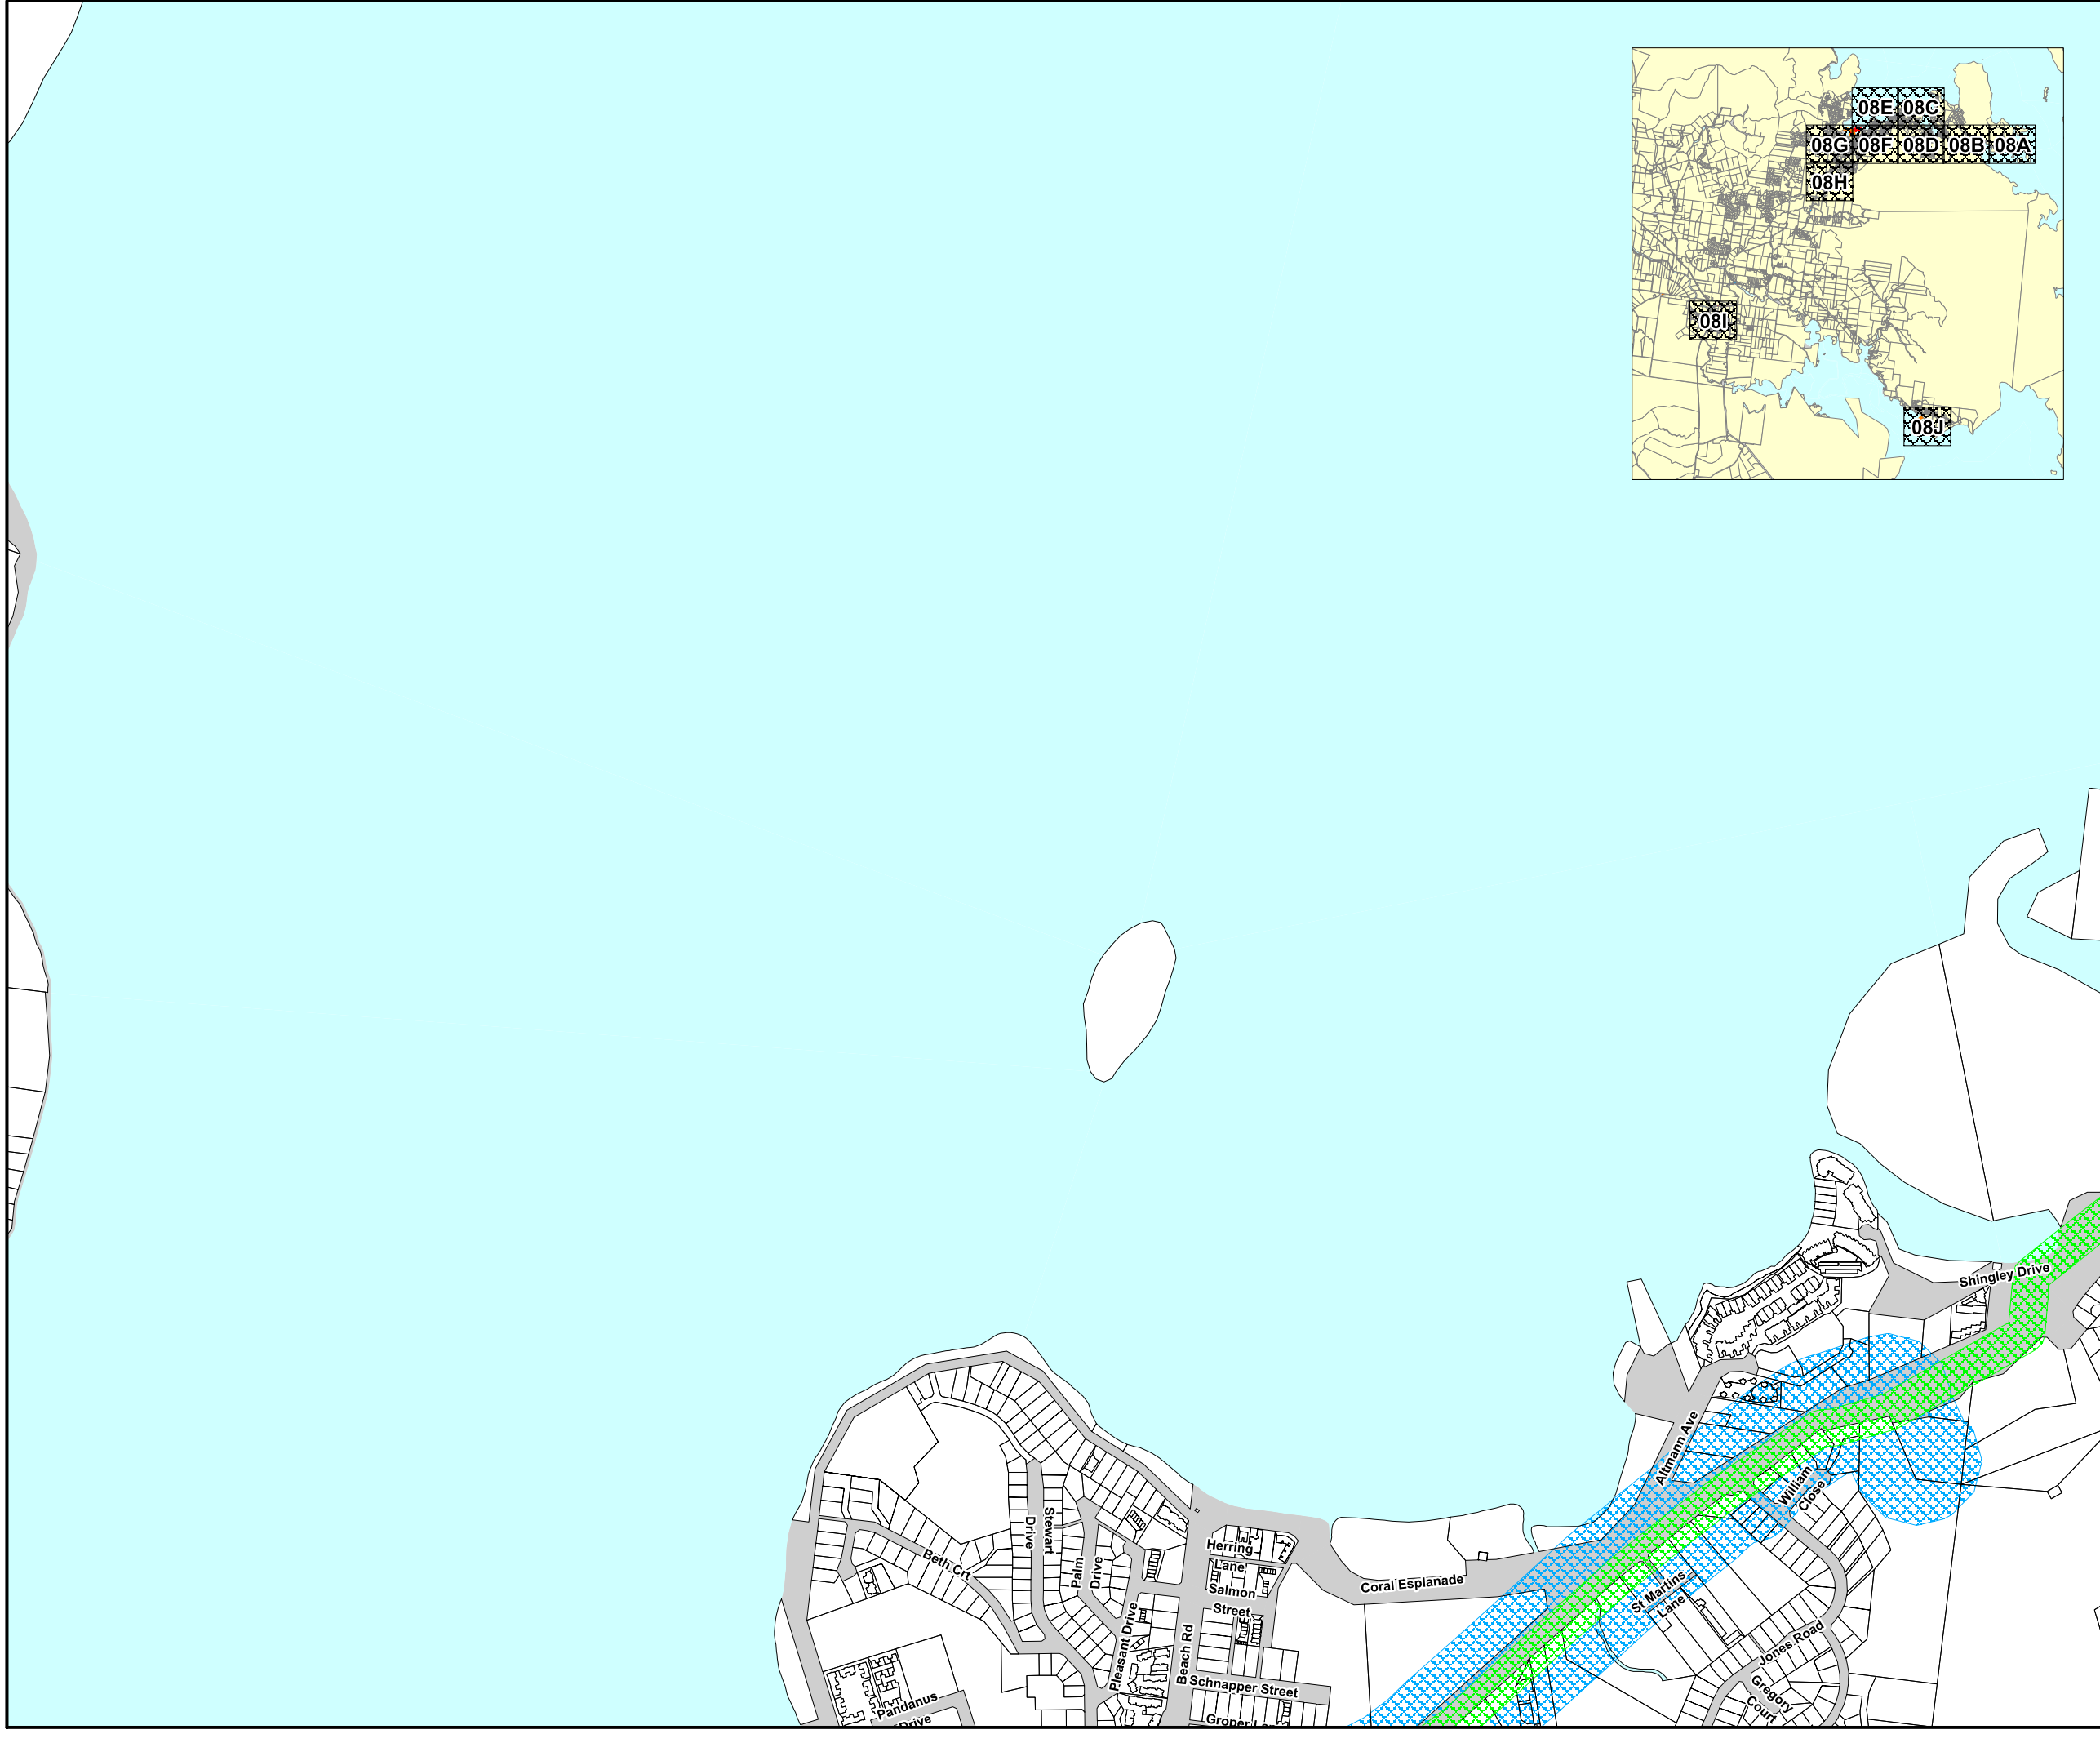 08E 08C
08G 08F 08D 08B 08A
08H
08I
08J
Shingley Drive
Altmann Ave
William
Close
Stewart
Drive
Beth Crt
Palm
Drive
Herring
Lane
Salmon
Street
Coral Esplanade
St Martins
Lane
Pleasant Drive
Beach Rd
Jones Road
Schnapper Street
Gregory
Court
Pandanus
Drive
Groper